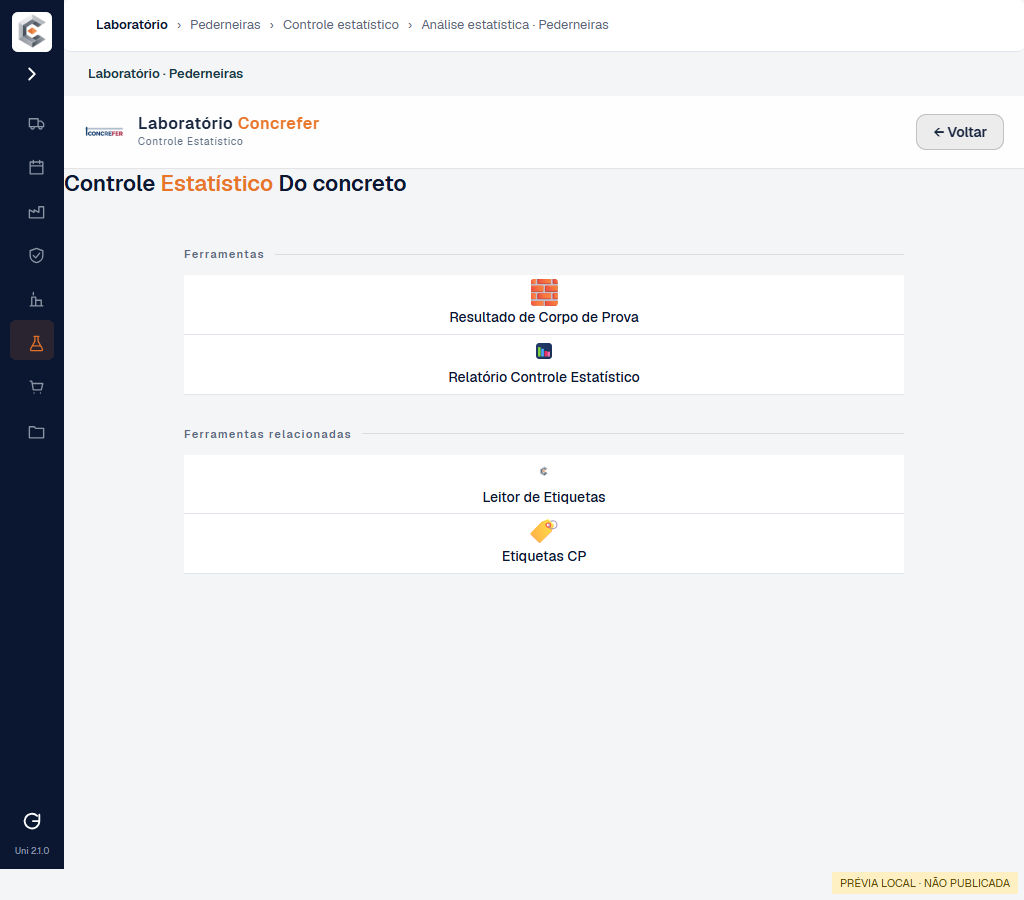 Laboratório › Pederneiras › Controle estatístico › Análise estatística · Pederneiras
Laboratório · Pederneiras
CONCREFER
Laboratório Concrefer
Controle Estatístico
← Voltar
Controle Estatístico Do concreto
Ferramentas
Resultado de Corpo de Prova
Relatório Controle Estatístico
Ferramentas relacionadas
Leitor de Etiquetas
Etiquetas CP
Uni 2.1.0
PRÉVIA LOCAL · NÃO PUBLICADA